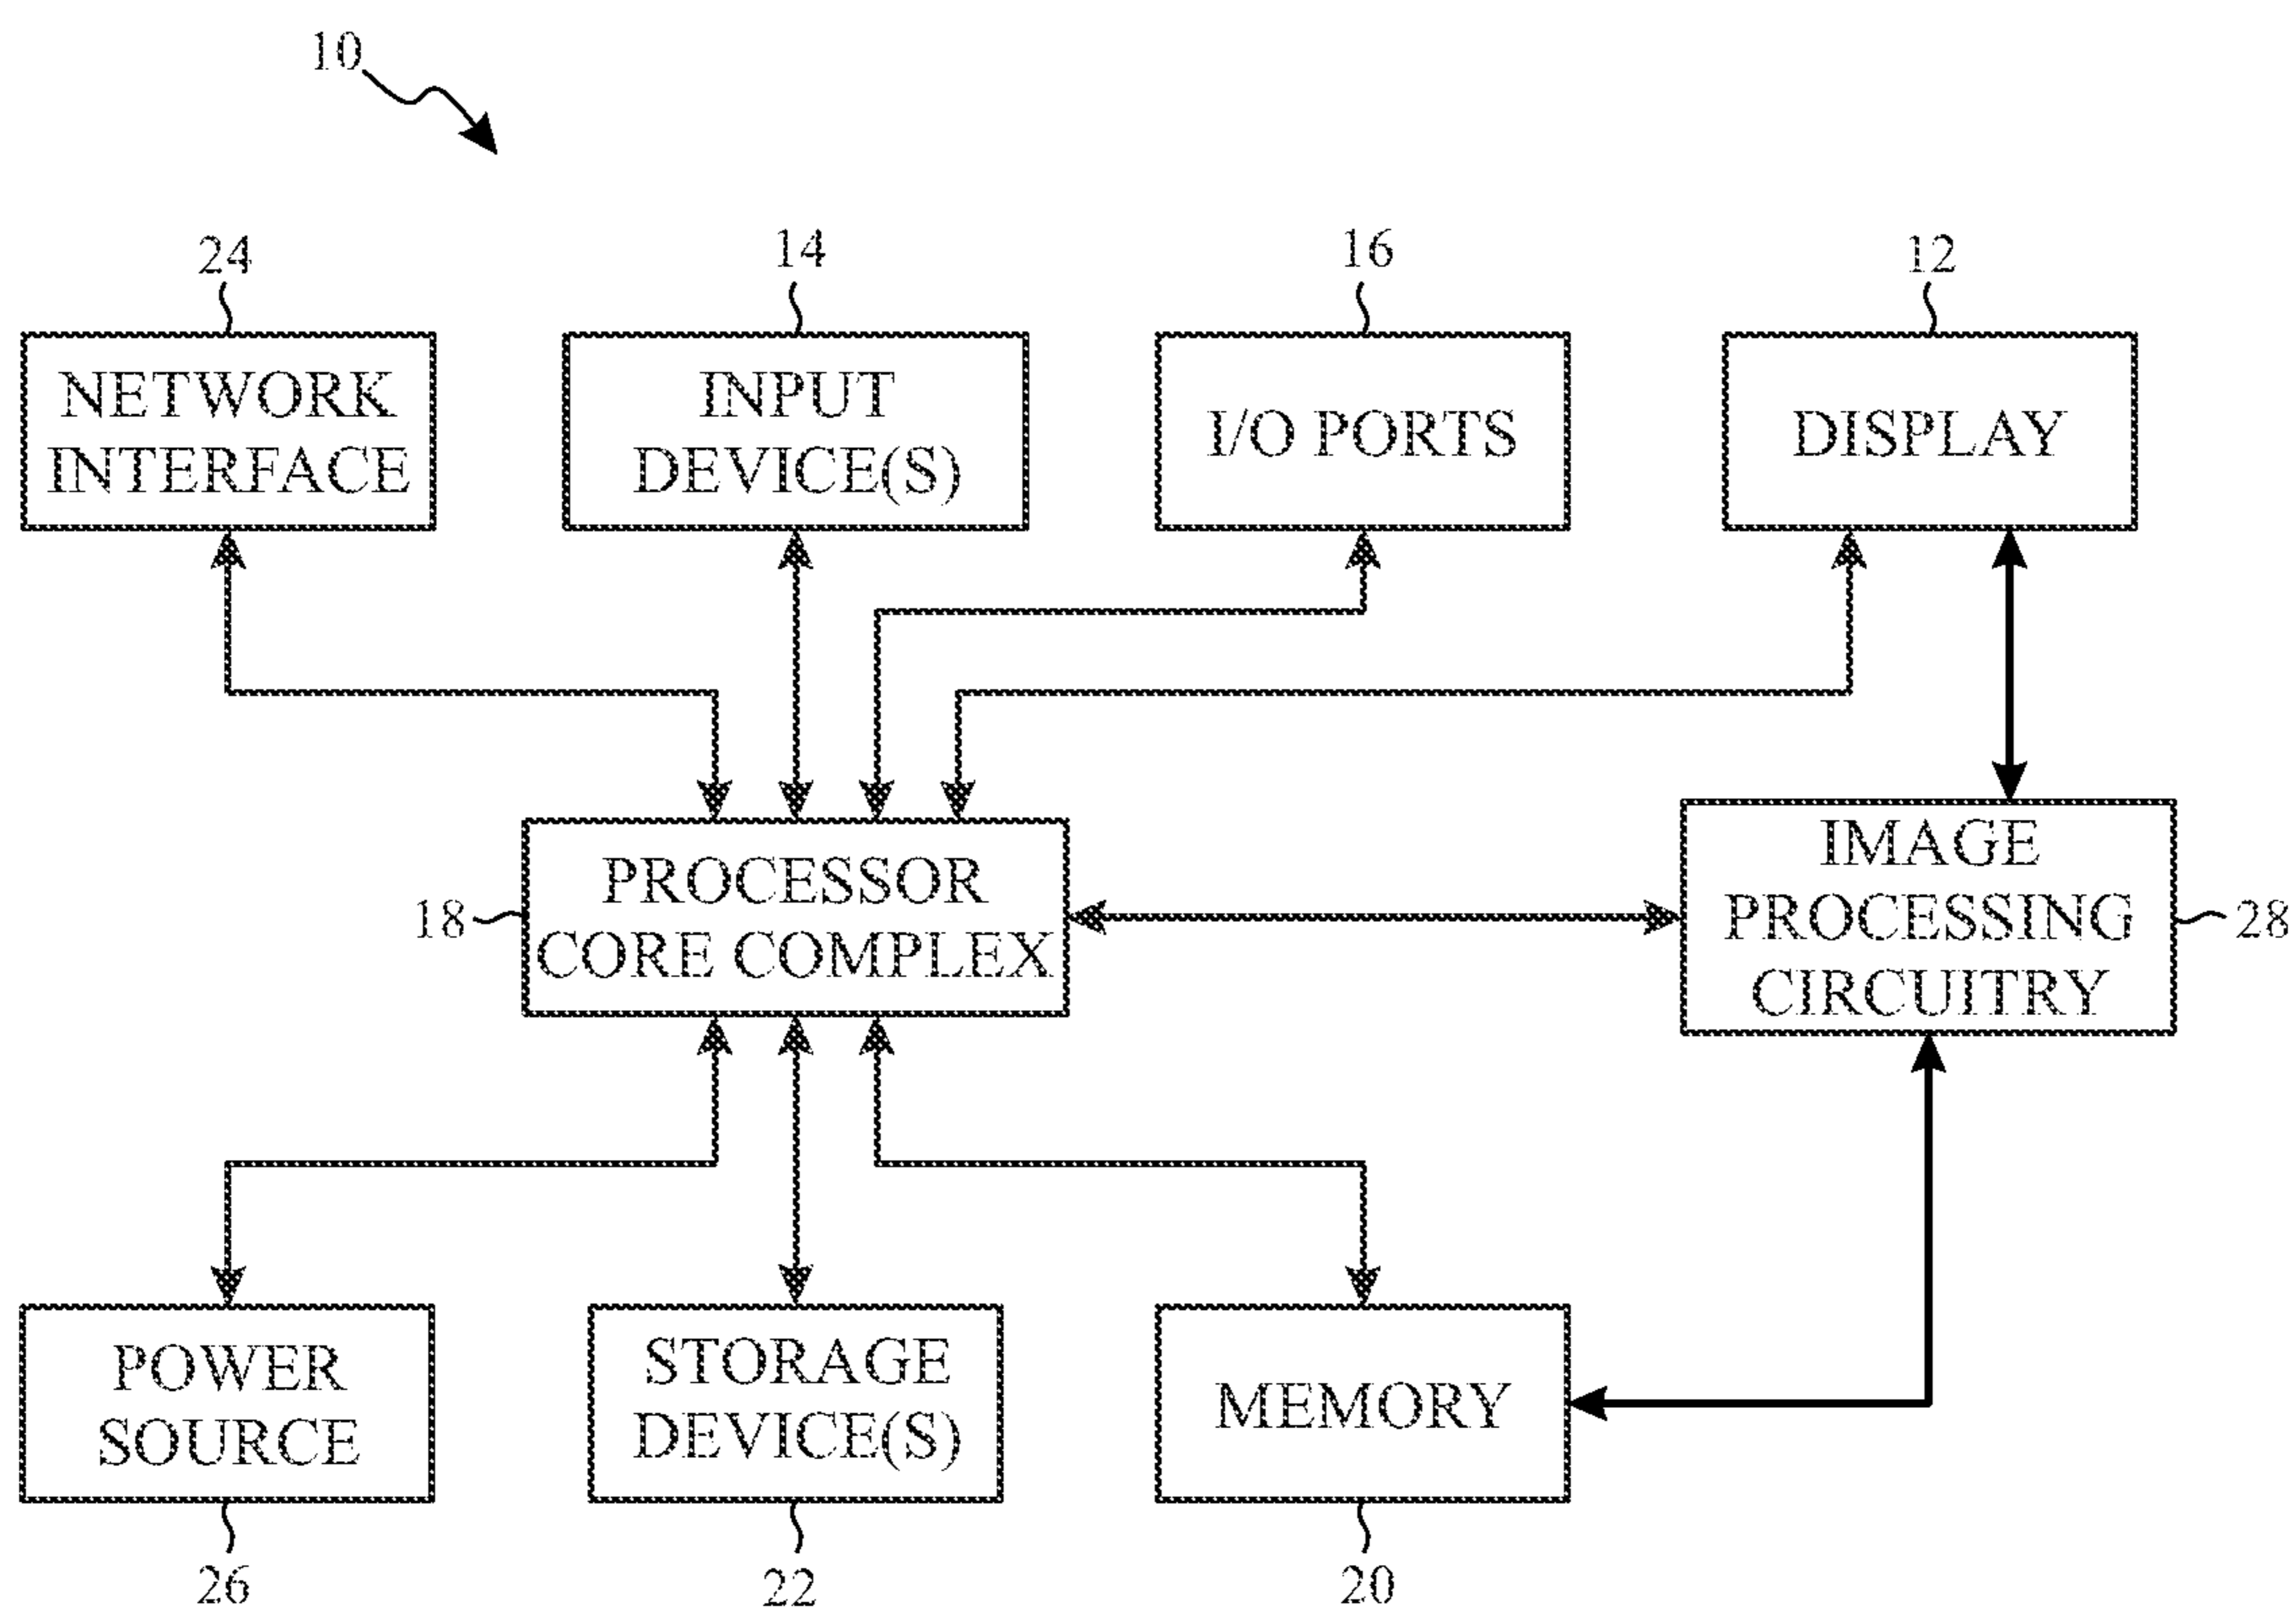 10
24
14
16
12
NETWORK
INTERFACE
INPUT
DEVICE(S)
I/O PORTS
DISPLAY
18
PROCESSOR
CORE COMPLEX
IMAGE
PROCESSING
CIRCUITRY
28
POWER
SOURCE
STORAGE
DEVICE(S)
MEMORY
26
22
20